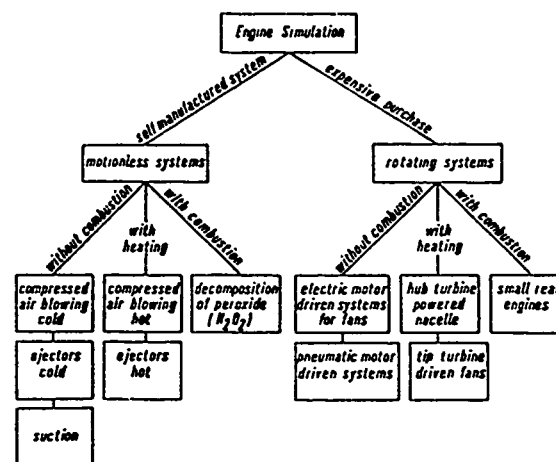 Engine Simulation
self manufactured system
expensive purchase
motionless systems
rotating systems
without combustion
with
heating
with combustion
without combustion
with
heating
with combustion
compressed
air blowing
cold
compressed
air blowing
hot
decomposition
of peroxide
(H₂O₂)
electric motor
driven systems
for fans
hub turbine
powered
nacelle
small real
engines
ejectors
cold
ejectors
hot
pneumatic motor
driven systems
tip turbine
driven fans
suction